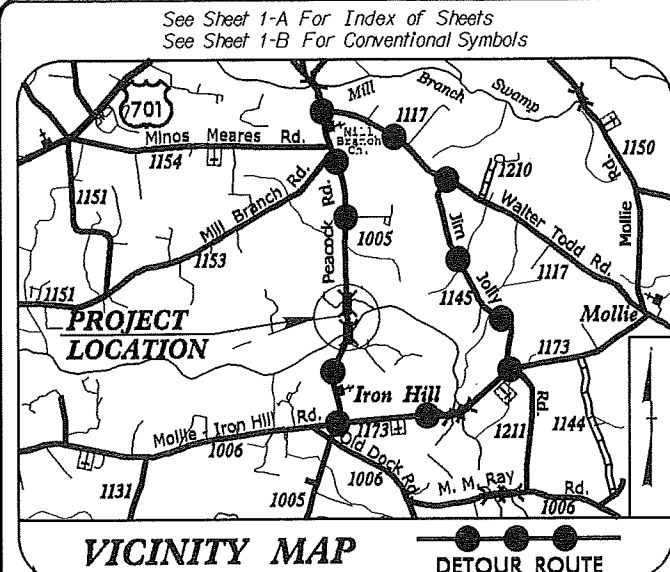 See Sheet 1-A For Index of Sheets
See Sheet 1-B For Conventional Symbols
701
Mill Branch Swamp
1117
Minos Meares Rd.
1154
Mill
Branch
Ch.
1150
1210
1151
Mill Branch Rd.
1153
Peacock Rd.
1005
Jim Jolly Rd.
1145
Walter Todd Rd.
1117
Mollie Rd.
1151
PROJECT
LOCATION
Mollie
1173
Iron Hill
Mollie - Iron Hill Rd.
1006
1173
Old Dock Rd.
1006
1211
1144
1131
1005
M. M. Ray Rd.
1006
VICINITY MAP
DETOUR ROUTE